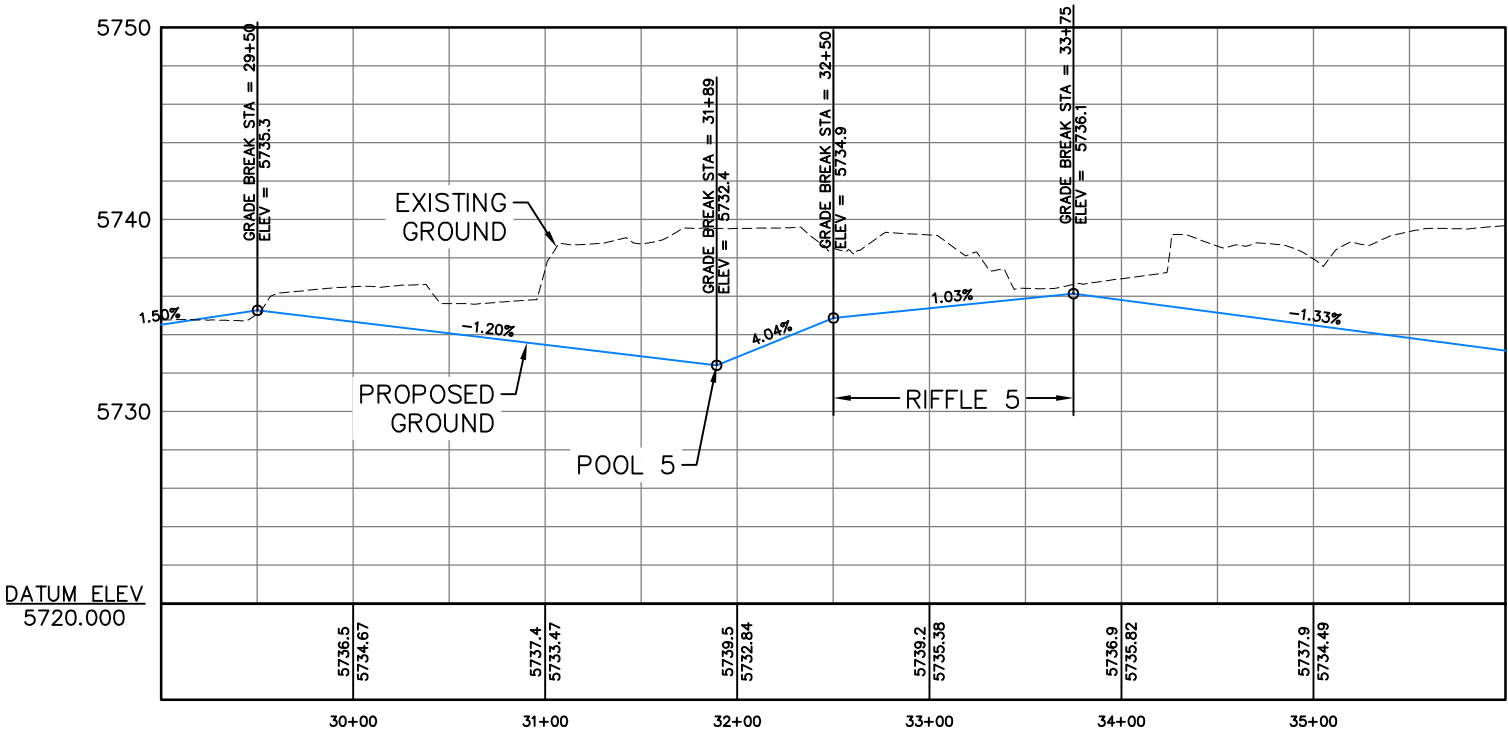 5750
5740
5730
DATUM ELEV
5720.000
GRADE BREAK STA = 29+50
ELEV = 5735.3
GRADE BREAK STA = 31+89
ELEV = 5732.4
GRADE BREAK STA = 32+50
ELEV = 5734.9
GRADE BREAK STA = 33+75
ELEV = 5736.1
EXISTING
GROUND
1.50%
-1.20%
4.04%
1.03%
-1.33%
PROPOSED
GROUND
RIFFLE 5
POOL 5
5736.5
5734.67
5737.4
5733.47
5739.5
5732.84
5739.2
5735.38
5736.9
5735.82
5737.9
5734.49
30+00
31+00
32+00
33+00
34+00
35+00